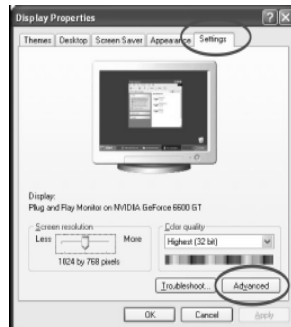 Display Properties
Themes Desktop Screen Saver Appearance Settings
Display:
Plug and Play Monitor on NVIDIA GeForce 6600 GT
Screen resolution
Less More
1024 by 768 pixels
Color quality
Highest (32 bit)
Troubleshoot... Advanced
OK Cancel Apply